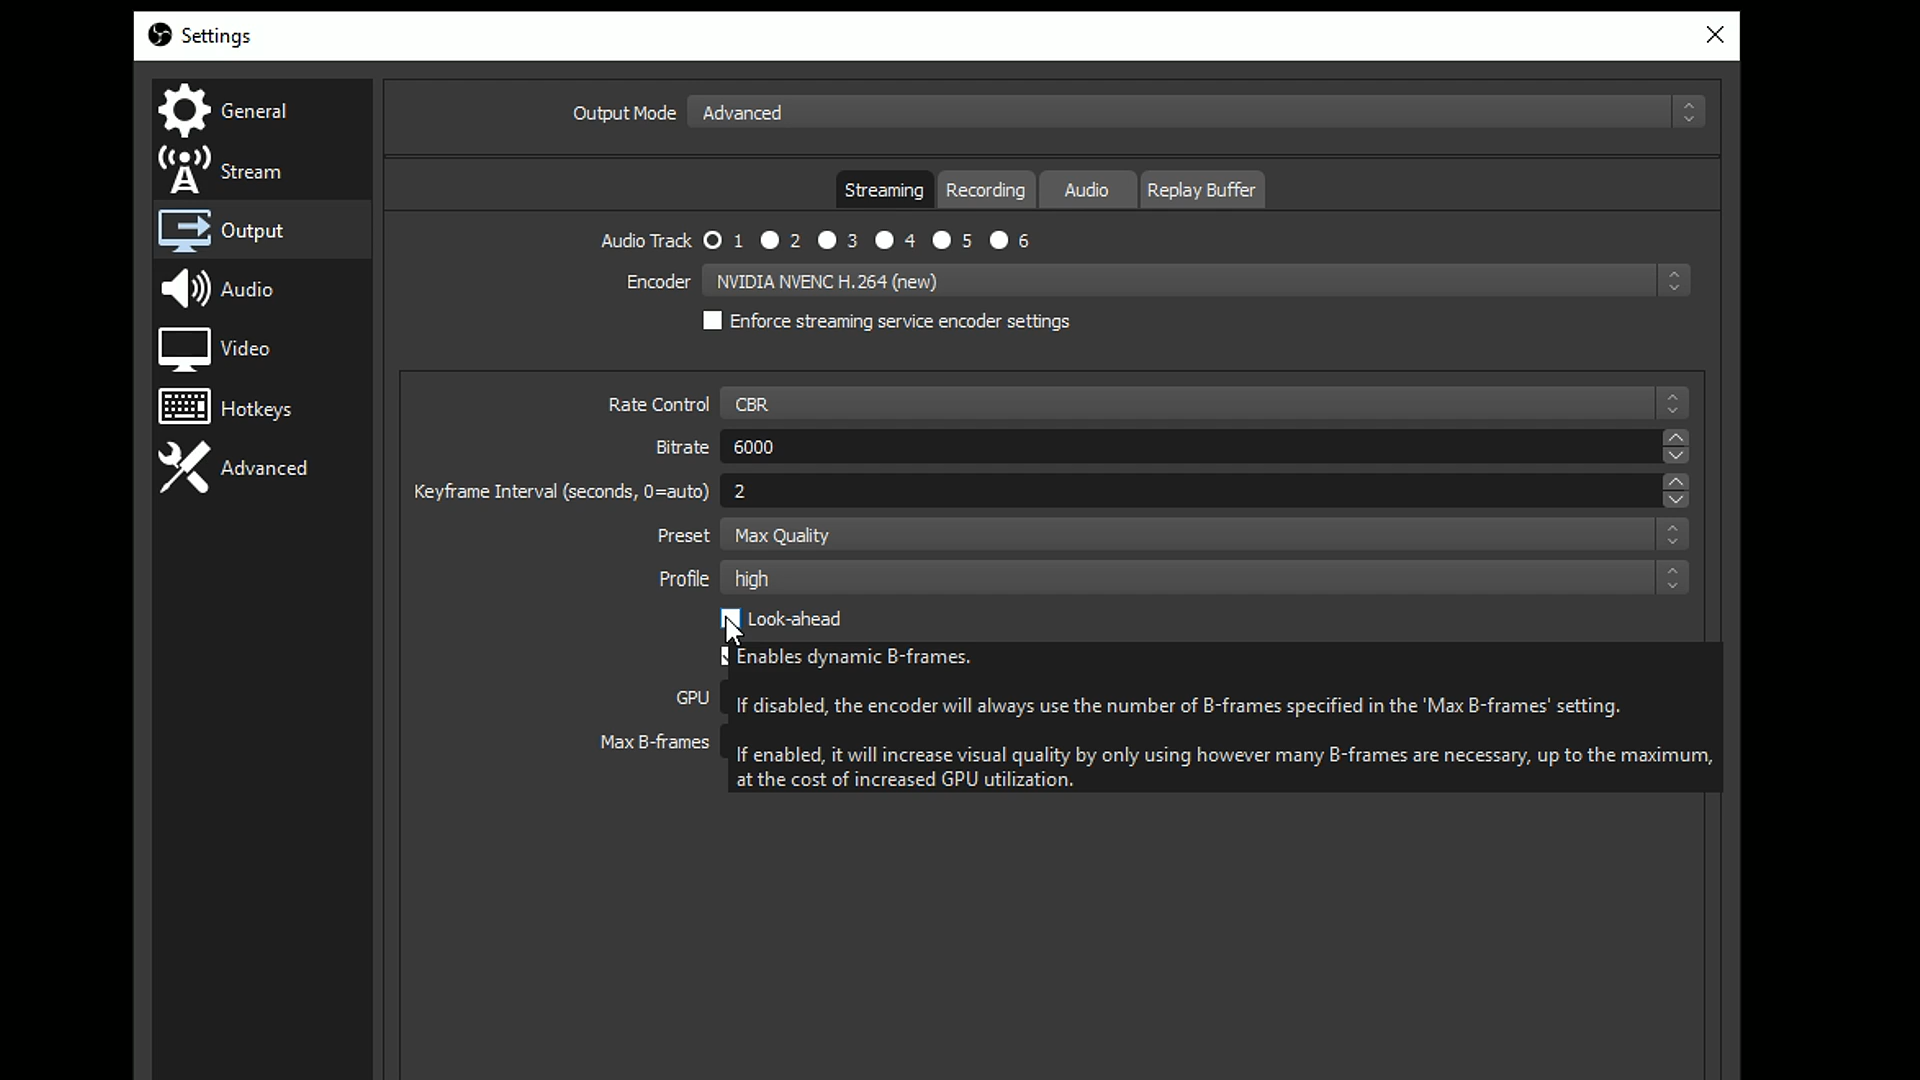 Settings
General
Stream
Output
Audio
Video
Hotkeys
Advanced
Output Mode Advanced
Streaming Recording Audio Replay Buffer
Audio Track 1 2 3 4 5 6
Encoder NVIDIA NVENC H.264 (new)
Enforce streaming service encoder settings
Rate Control CBR
Bitrate 6000
Keyframe Interval (seconds, 0=auto) 2
Preset Max Quality
Profile high
Look-ahead
Enables dynamic B-frames.
GPU
If disabled, the encoder will always use the number of B-frames specified in the 'Max B-frames' setting.
Max B-frames
If enabled, it will increase visual quality by only using however many B-frames are necessary, up to the maximum,
at the cost of increased GPU utilization.